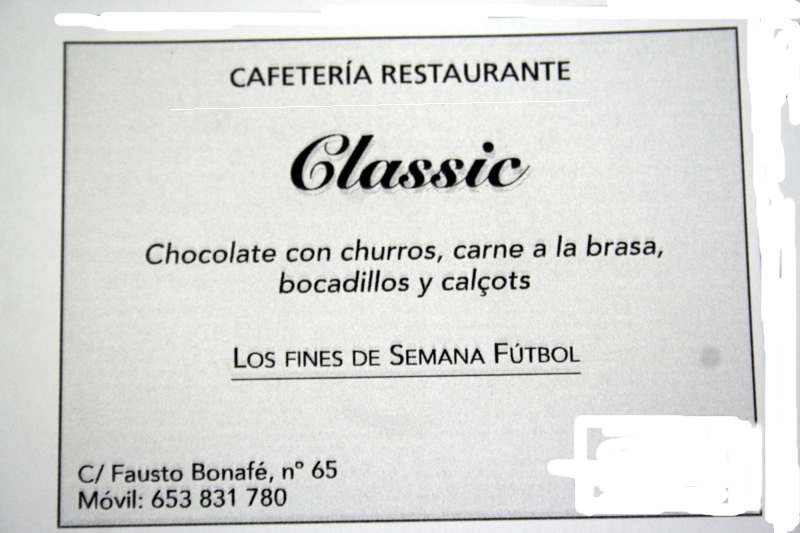 CAFETERÍA RESTAURANTE
Classic
Chocolate con churros, carne a la brasa,
bocadillos y calçots
LOS FINES DE SEMANA FÚTBOL
C/ Fausto Bonafé, nº 65
Móvil: 653 831 780